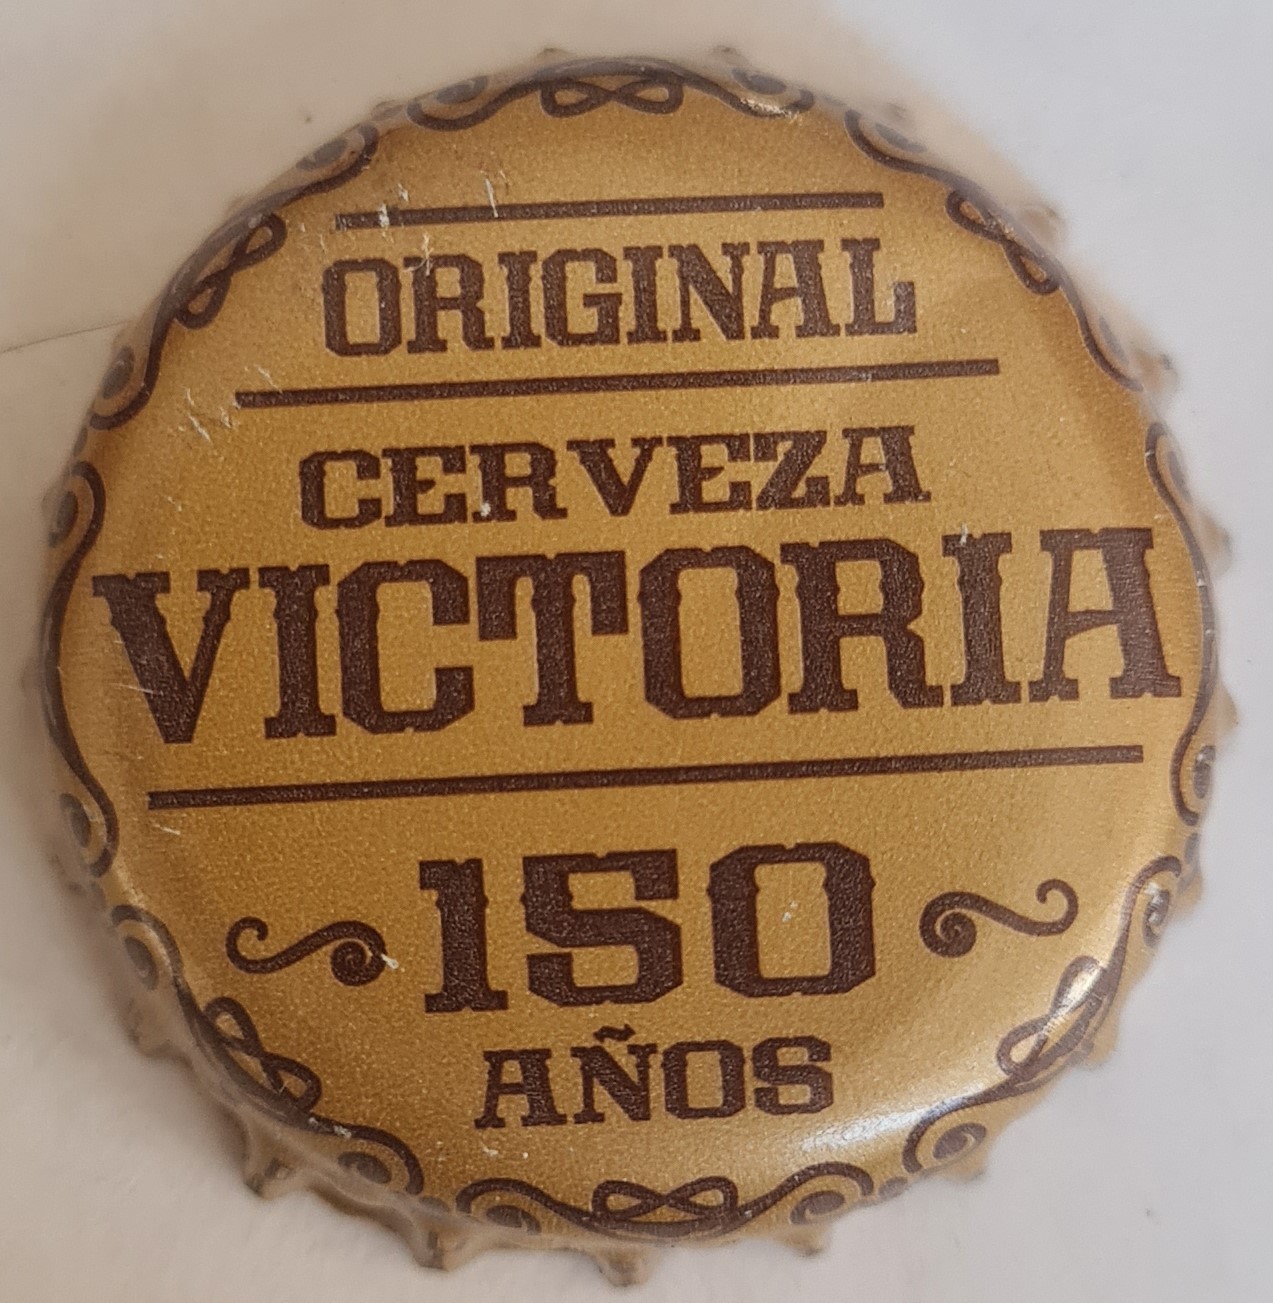 ORIGINAL
CERVEZA
VICTORIA
150
AÑOS